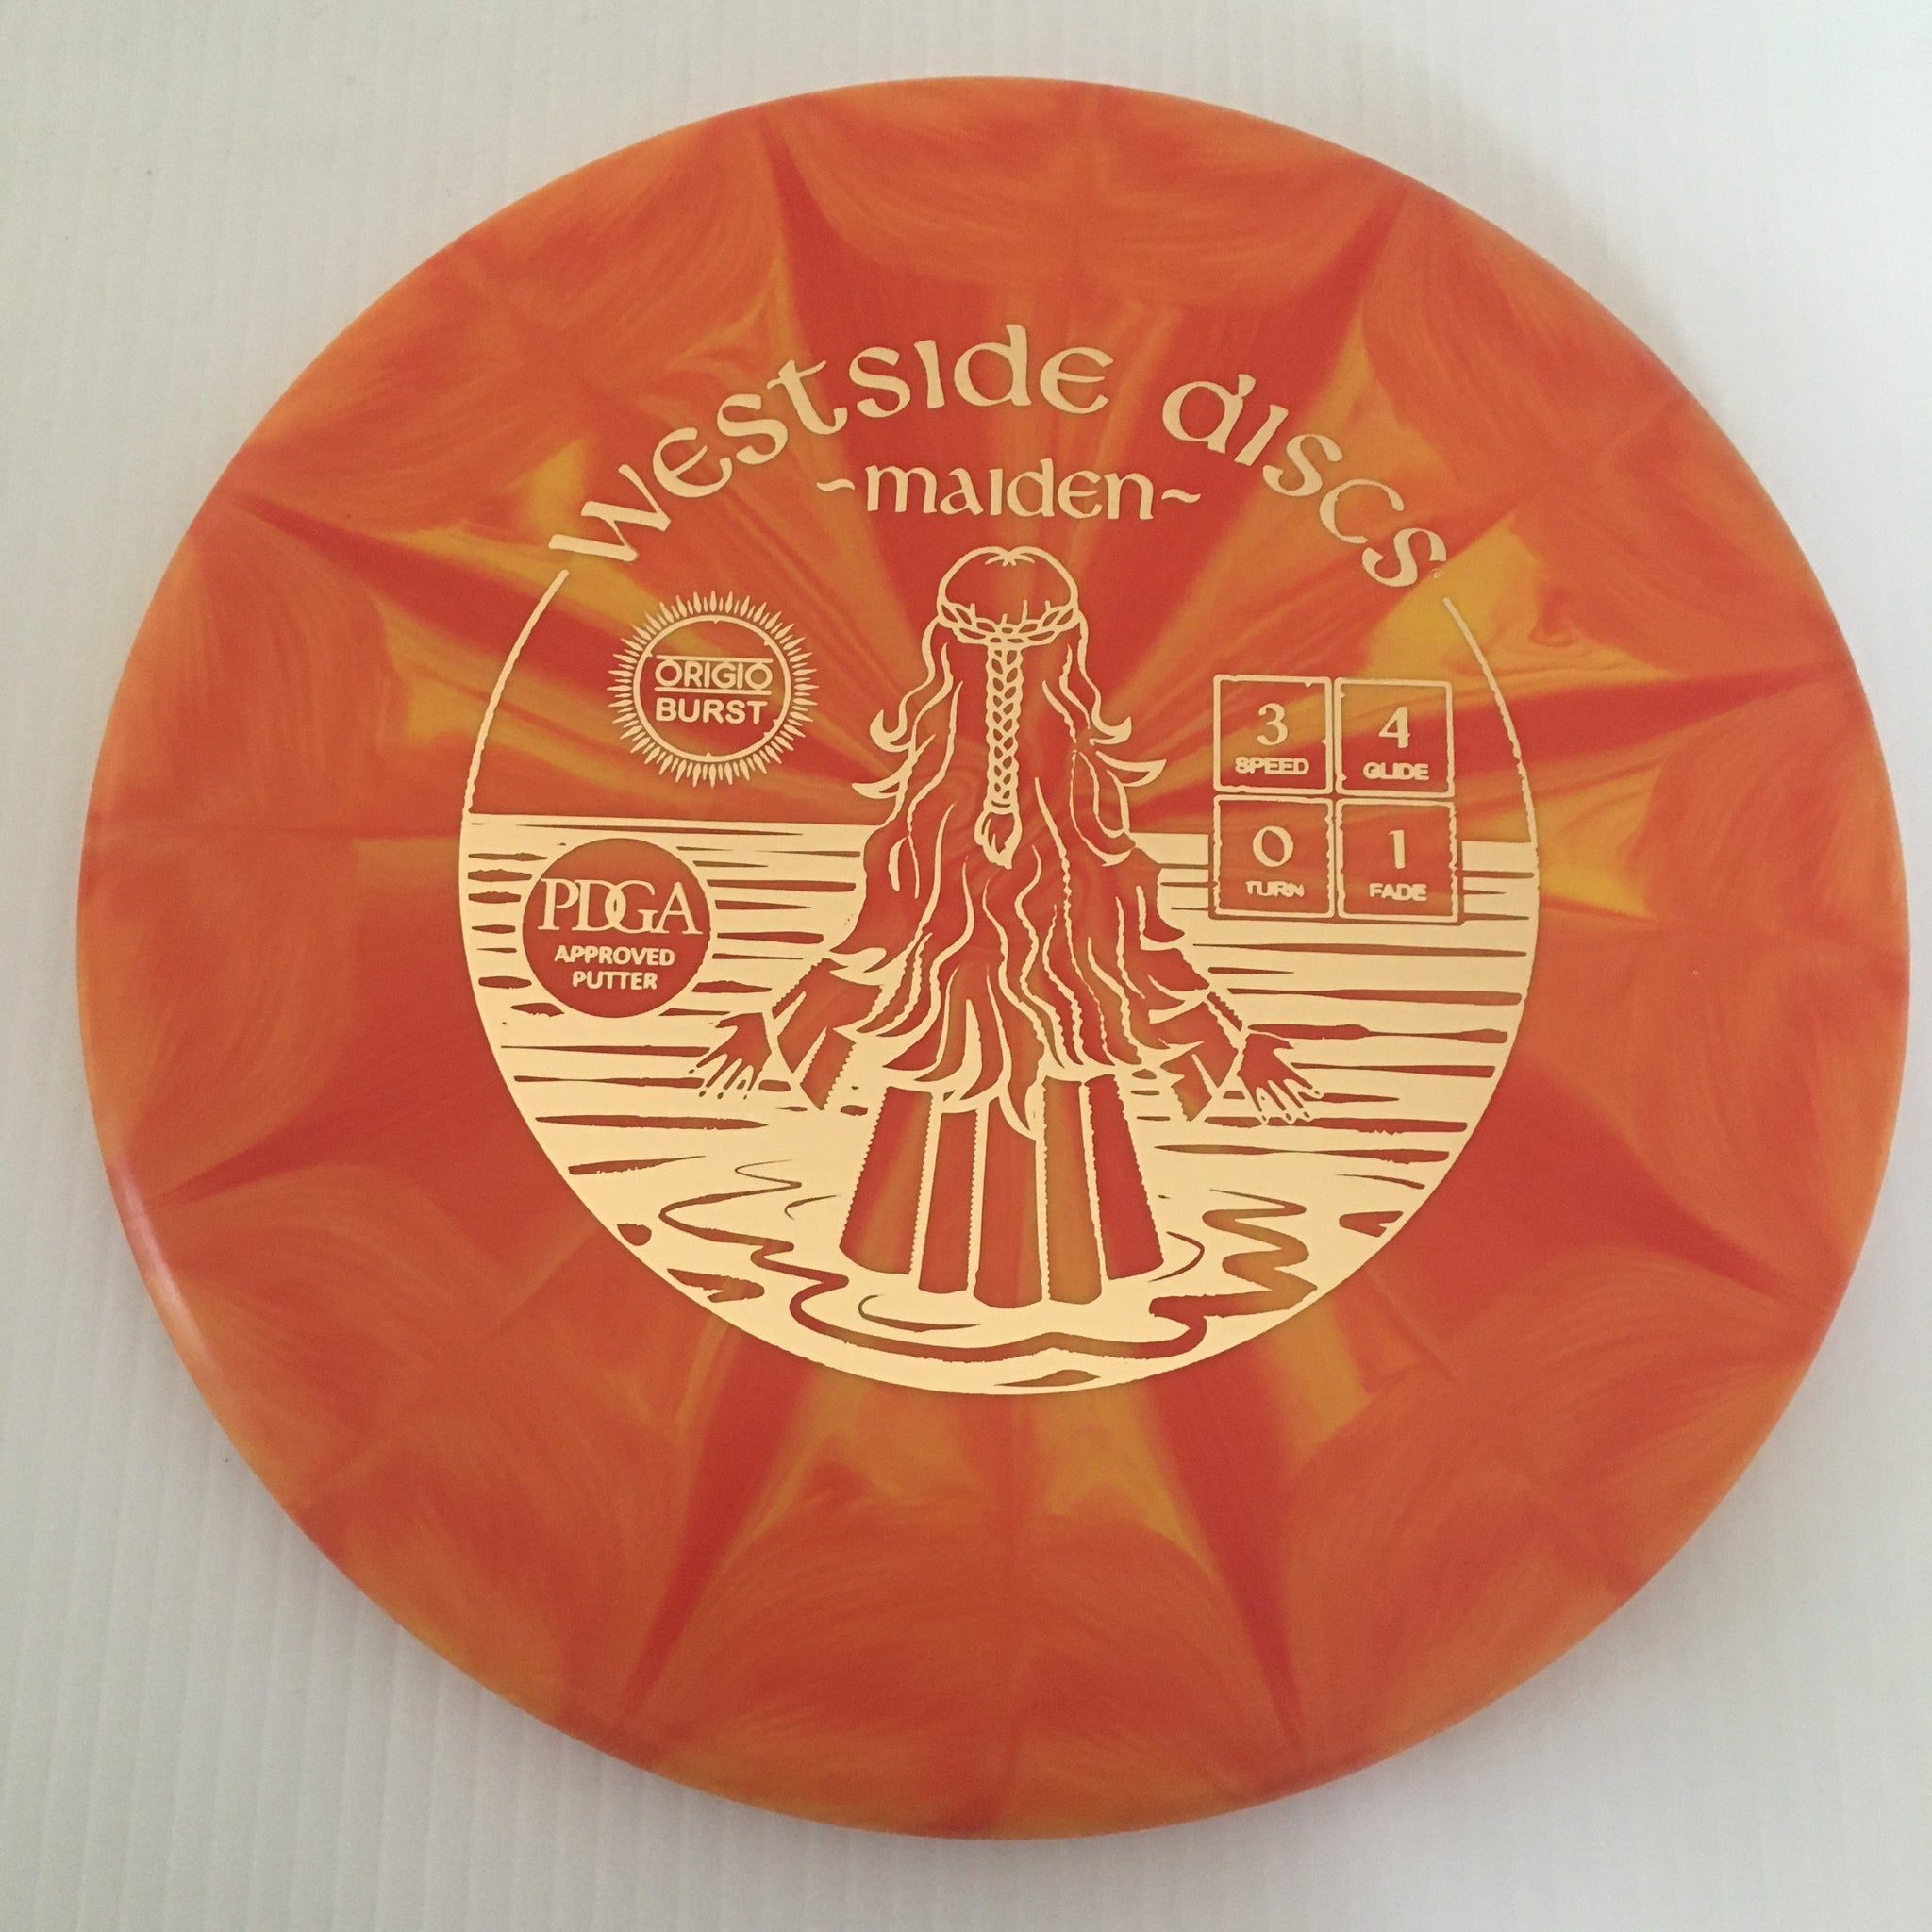 Westside discs
~maiden~
ORIGIO
BURST
3
SPEED
4
GLIDE
0
TURN
1
FADE
PDGA
APPROVED
PUTTER